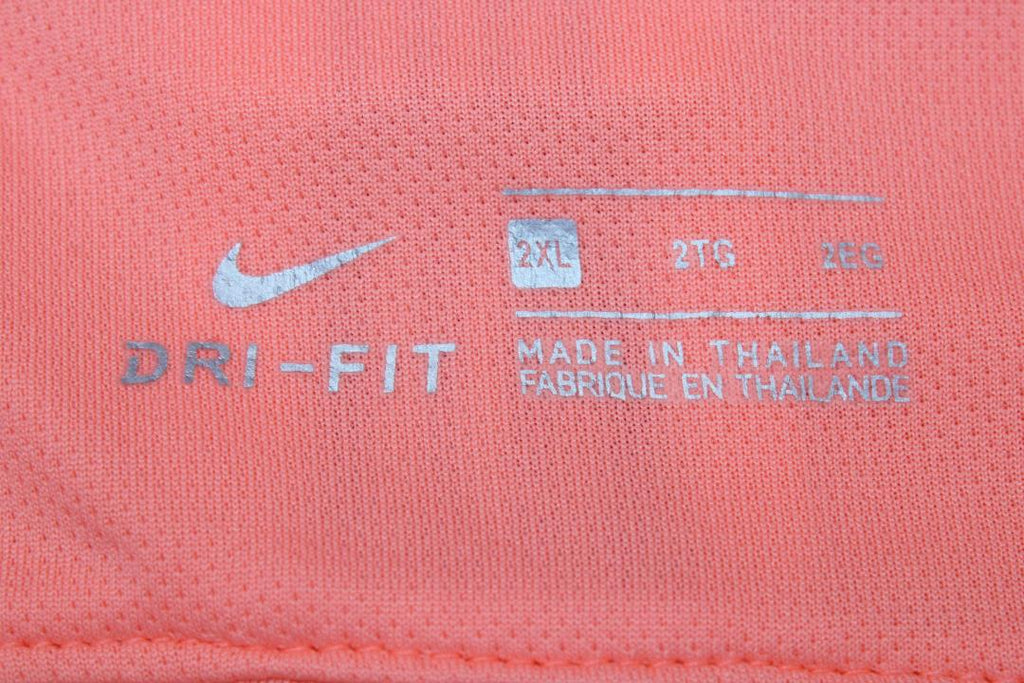 DRI-FIT
2XL 2TG 2EG
MADE IN THAILAND
FABRIQUE EN THAILANDE